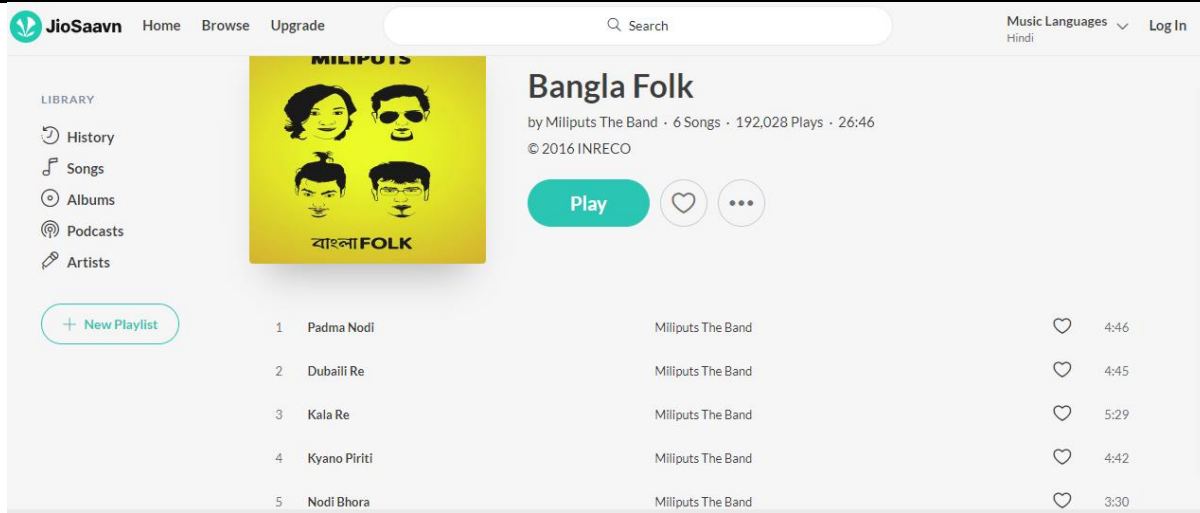 JioSaavn Home Browse Upgrade Search Music Languages Log In
Hindi
LIBRARY
History
Songs
Albums
Podcasts
Artists
+ New Playlist
MILIPUTS
বাংলা FOLK
Bangla Folk
by Miliputs The Band · 6 Songs · 192,028 Plays · 26:46
© 2016 INRECO
Play
1 Padma Nodi Miliputs The Band 4:46
2 Dubaili Re Miliputs The Band 4:45
3 Kala Re Miliputs The Band 5:29
4 Kyano Piriti Miliputs The Band 4:42
5 Nodi Bhora Miliputs The Band 3:30